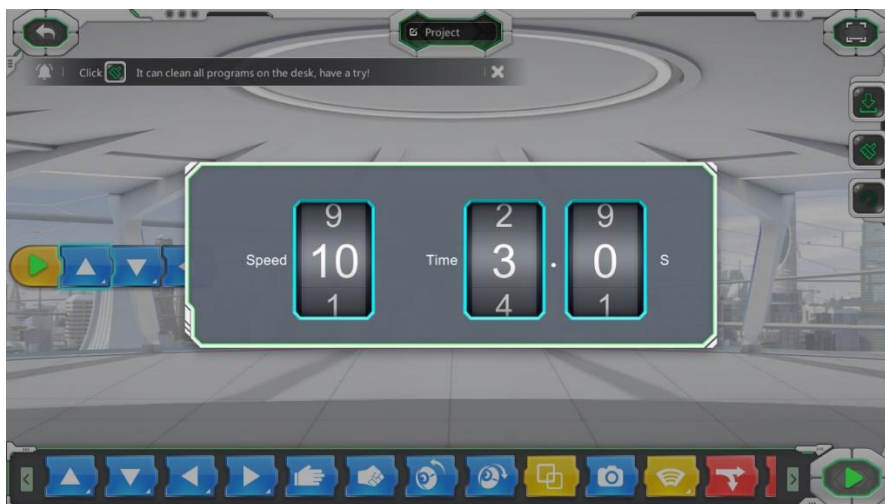 Project
Click It can clean all programs on the desk, have a try!
9 2 9
Speed 10 Time 3 . 0 S
1 4 1